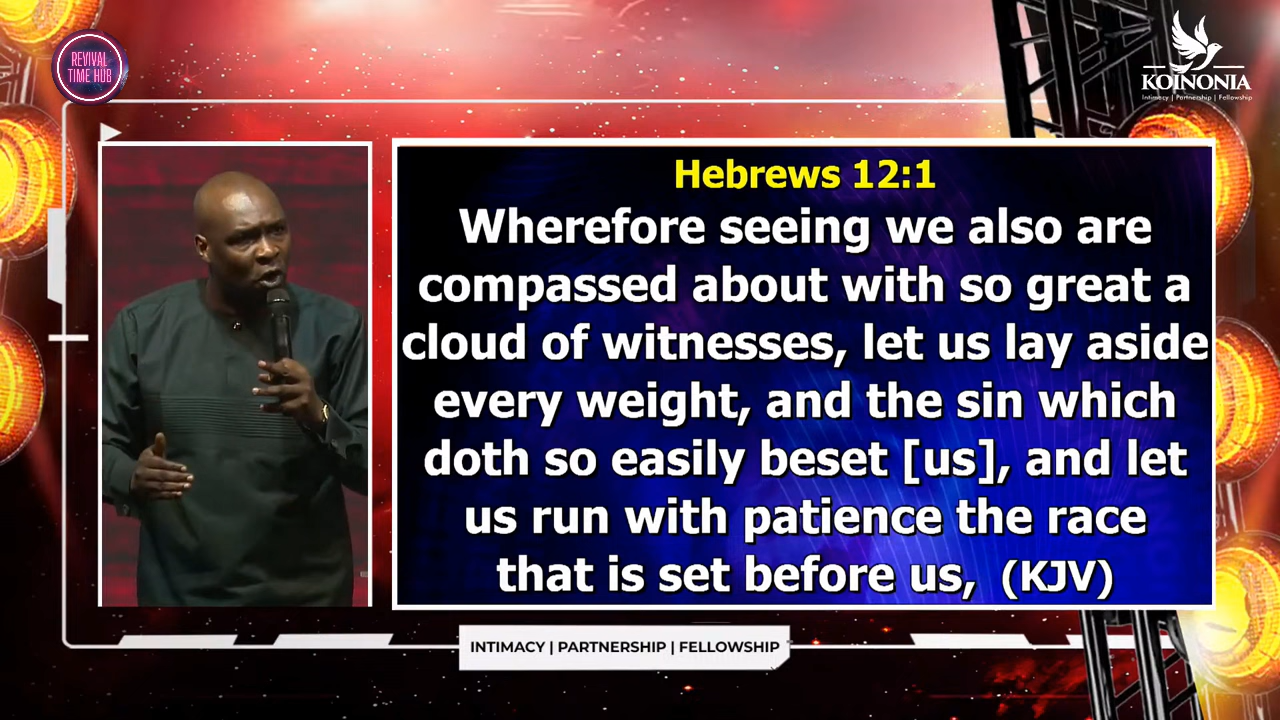 REVIVAL
TIME HUB
KOINONIA
Intimacy | Partnership | Fellowship
Hebrews 12:1
Wherefore seeing we also are
compassed about with so great a
cloud of witnesses, let us lay aside
every weight, and the sin which
doth so easily beset [us], and let
us run with patience the race
that is set before us, (KJV)
INTIMACY | PARTNERSHIP | FELLOWSHIP